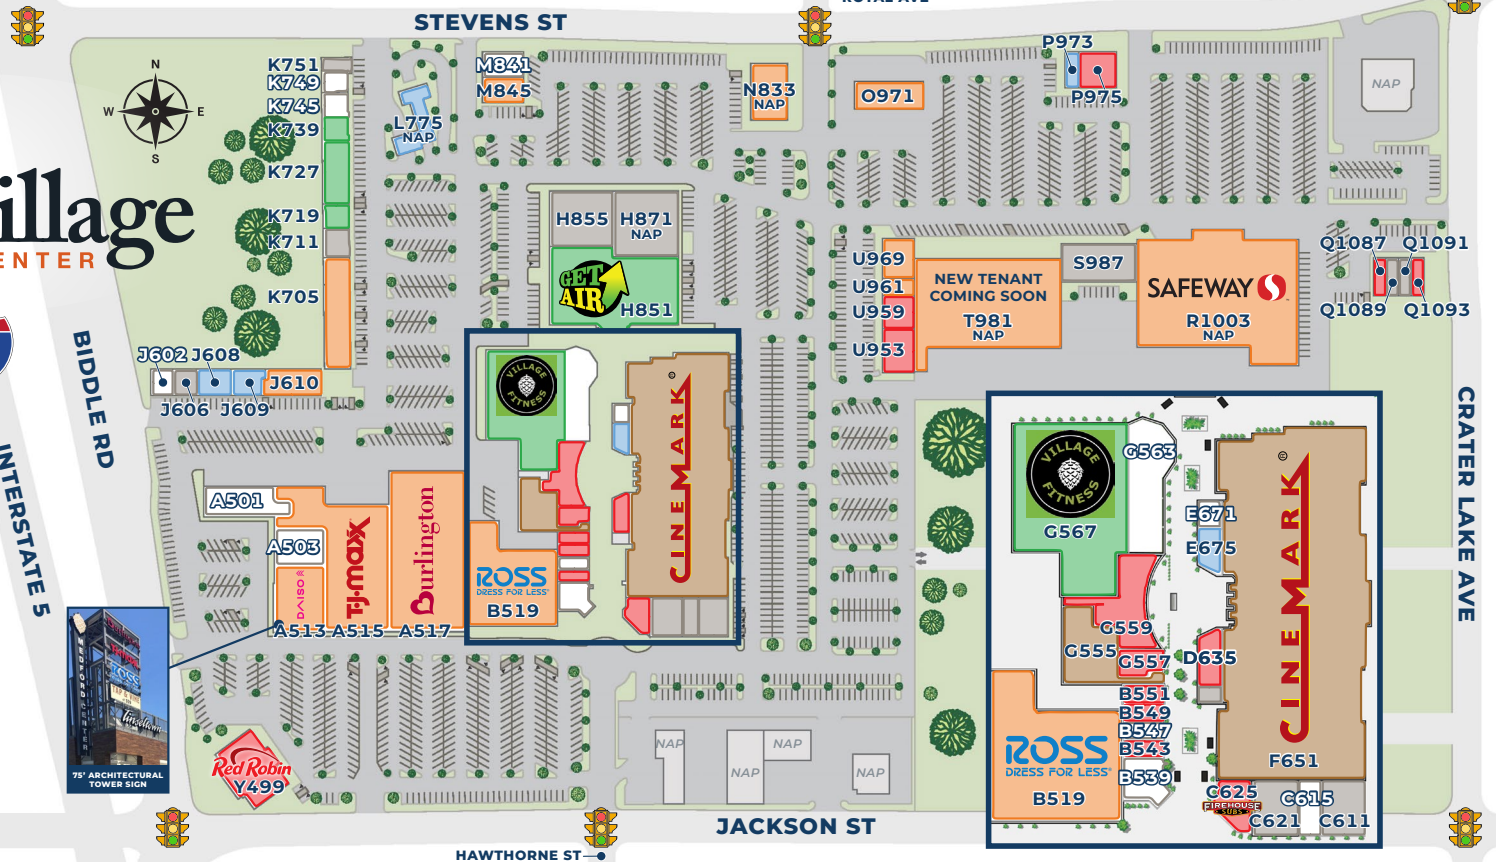 ROYAL AVE
STEVENS ST
N
W
E
S
illage
ENTER
K751
K749
K745
K739
K727
K719
K711
K705
L775
NAP
M841
M845
N833
NAP
O971
P973
P975
NAP
H855
H871
NAP
GET
AIR
H851
U969
U961
U959
U953
NEW TENANT
COMING SOON
T981
NAP
S987
SAFEWAY
R1003
NAP
Q1087
Q1091
Q1089
Q1093
J602
J608
J610
J606
J609
BIDDLE RD
INTERSTATE 5
CRATER LAKE AVE
VILLAGE
FITNESS
CINEMARK
A501
A503
DAISO
A513
T·J·maxx
A515
Burlington
A517
ROSS
DRESS FOR LESS
B519
VILLAGE
FITNESS
G567
G563
E671
E675
G559
G555
G557
D635
B551
B549
B547
B543
B539
ROSS
DRESS FOR LESS
B519
CINEMARK
®
F651
C625
FIREHOUSE
SUBS
C615
C621
C611
MEDFORD CENTER
ROSS
Tinseltown
75' ARCHITECTURAL
TOWER SIGN
Red Robin
Y499
NAP
NAP
NAP
NAP
JACKSON ST
HAWTHORNE ST